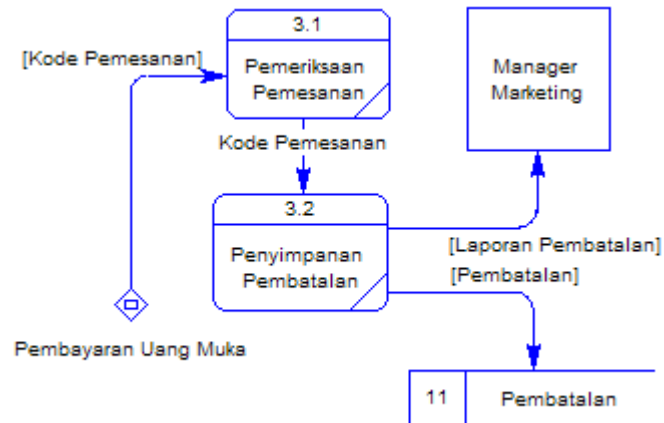 3.1
[Kode Pemesanan]
Pemeriksaan
Pemesanan
Manager
Marketing
Kode Pemesanan
3.2
Penyimpanan
Pembatalan
[Laporan Pembatalan]
[Pembatalan]
Pembayaran Uang Muka
11
Pembatalan